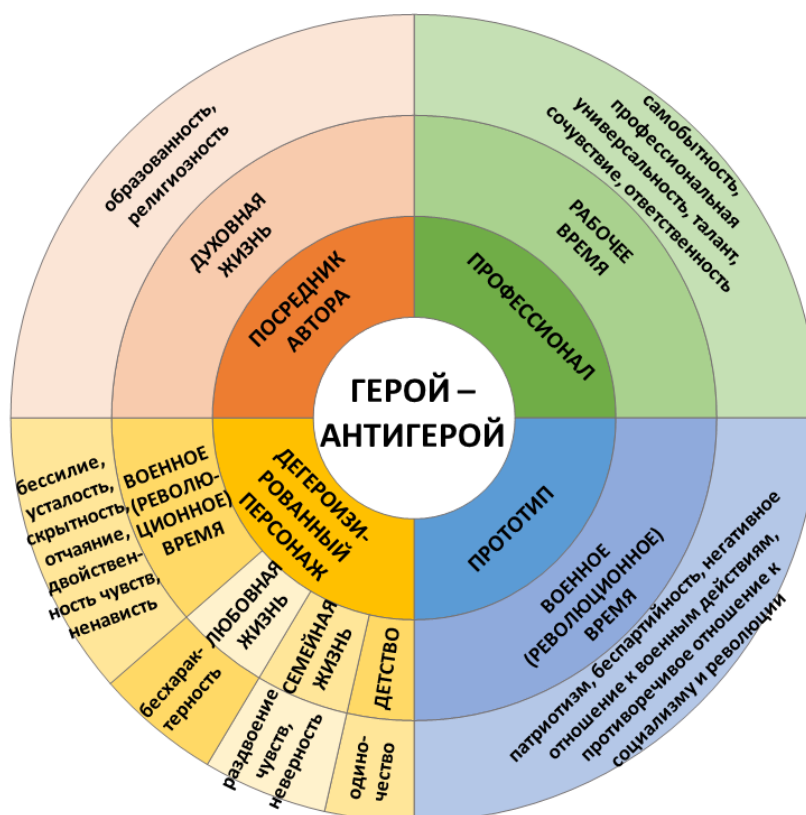 ГЕРОЙ –
АНТИГЕРОЙ
ПОСРЕДНИК
АВТОРА
ДУХОВНАЯ
ЖИЗНЬ
образованность,
религиозность
ПРОФЕССИОНАЛ
РАБОЧЕЕ
ВРЕМЯ
самобытность,
профессиональная
универсальность, талант,
сочувствие, ответственность
ПРОТОТИП
ВОЕННОЕ
(РЕВОЛЮЦИОННОЕ)
ВРЕМЯ
патриотизм, беспартийность, негативное
отношение к военным действиям,
противоречивое отношение к
социализму и революции
ДЕГЕРОИЗИ-
РОВАННЫЙ
ПЕРСОНАЖ
ВОЕННОЕ
(РЕВОЛЮ-
ЦИОННОЕ)
ВРЕМЯ
бессилие,
усталость,
скрытность,
отчаяние,
двойствен-
ность чувств,
ненависть
ЛЮБОВНАЯ
ЖИЗНЬ
бесхарак-
терность
СЕМЕЙНАЯ
ЖИЗНЬ
раздвоение
чувств,
неверность
ДЕТСТВО
одино-
чество